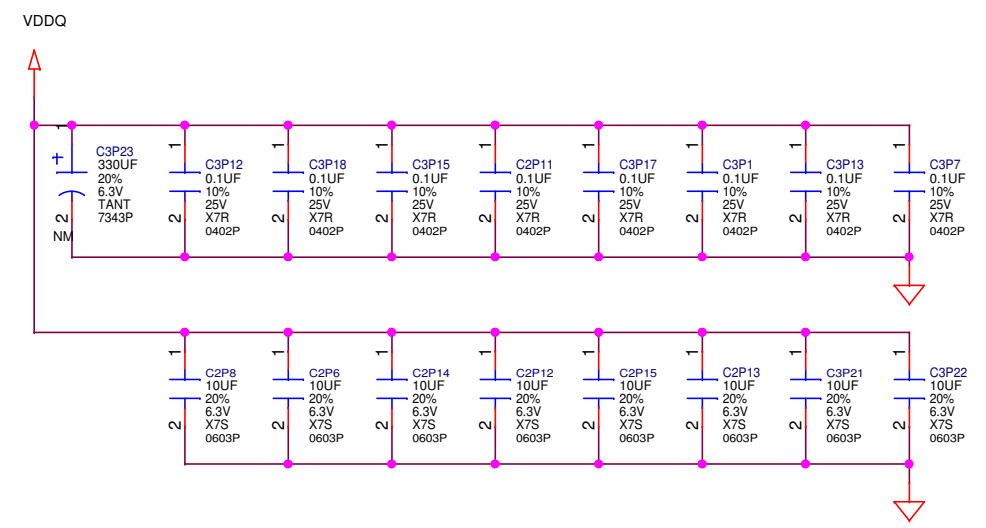 VDDQ
1
+
C3P23
330UF
20%
6.3V
TANT
7343P
2
NM
1
C3P12
0.1UF
10%
25V
X7R
0402P
2
1
C3P18
0.1UF
10%
25V
X7R
0402P
2
1
C3P15
0.1UF
10%
25V
X7R
0402P
2
1
C2P11
0.1UF
10%
25V
X7R
0402P
2
1
C3P17
0.1UF
10%
25V
X7R
0402P
2
1
C3P1
0.1UF
10%
25V
X7R
0402P
2
1
C3P13
0.1UF
10%
25V
X7R
0402P
2
1
C3P7
0.1UF
10%
25V
X7R
0402P
2
1
C2P8
10UF
20%
6.3V
X7S
0603P
2
1
C2P6
10UF
20%
6.3V
X7S
0603P
2
1
C2P14
10UF
20%
6.3V
X7S
0603P
2
1
C2P12
10UF
20%
6.3V
X7S
0603P
2
1
C2P15
10UF
20%
6.3V
X7S
0603P
2
1
C2P13
10UF
20%
6.3V
X7S
0603P
2
1
C3P21
10UF
20%
6.3V
X7S
0603P
2
1
C3P22
10UF
20%
6.3V
X7S
0603P
2